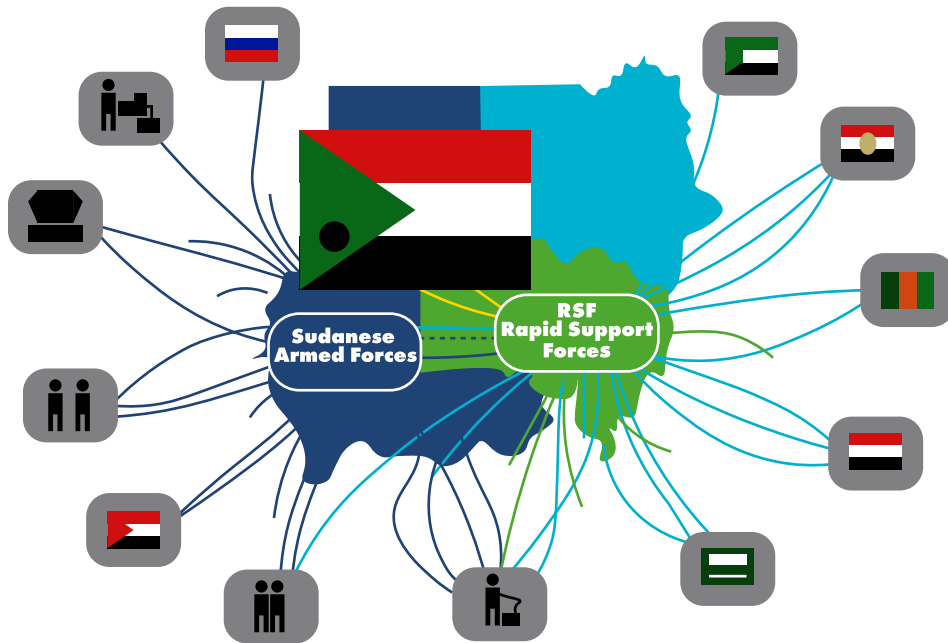 Sudanese
Armed Forces
RSF
Rapid Support
Forces